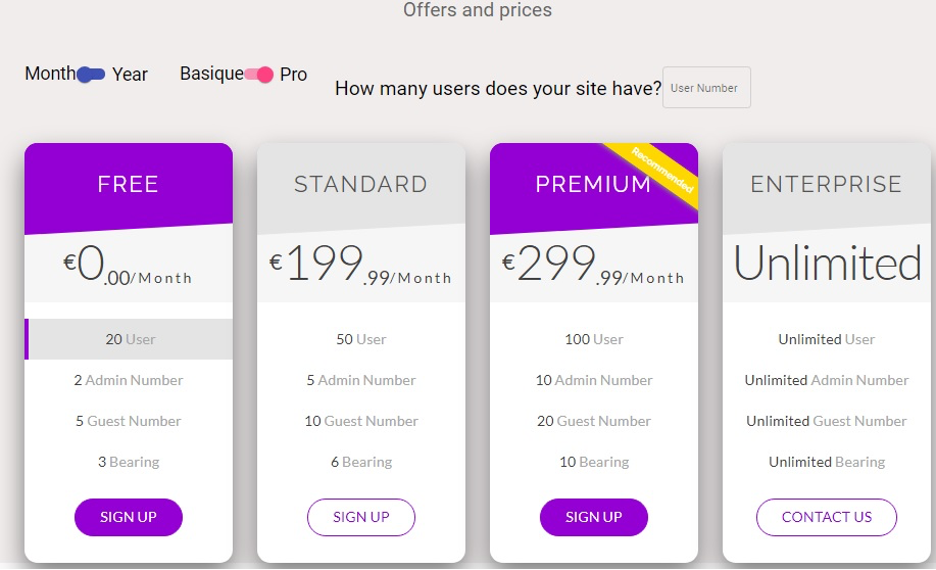 Offers and prices
Month Year Basique Pro
How many users does your site have? User Number
FREE
€0.00/Month
20 User
2 Admin Number
5 Guest Number
3 Bearing
SIGN UP
STANDARD
€199.99/Month
50 User
5 Admin Number
10 Guest Number
6 Bearing
SIGN UP
Recommended
PREMIUM
€299.99/Month
100 User
10 Admin Number
20 Guest Number
10 Bearing
SIGN UP
ENTERPRISE
Unlimited
Unlimited User
Unlimited Admin Number
Unlimited Guest Number
Unlimited Bearing
CONTACT US